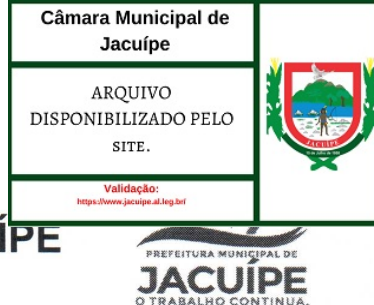 Câmara Municipal de
Jacuípe
ARQUIVO
DISPONIBILIZADO PELO
SITE.
Validação:
https://www.jacuipe.al.leg.br/
JACUÍPE
ÍPE
PREFEITURA MUNICIPAL DE
JACUÍPE
O TRABALHO CONTINUA.